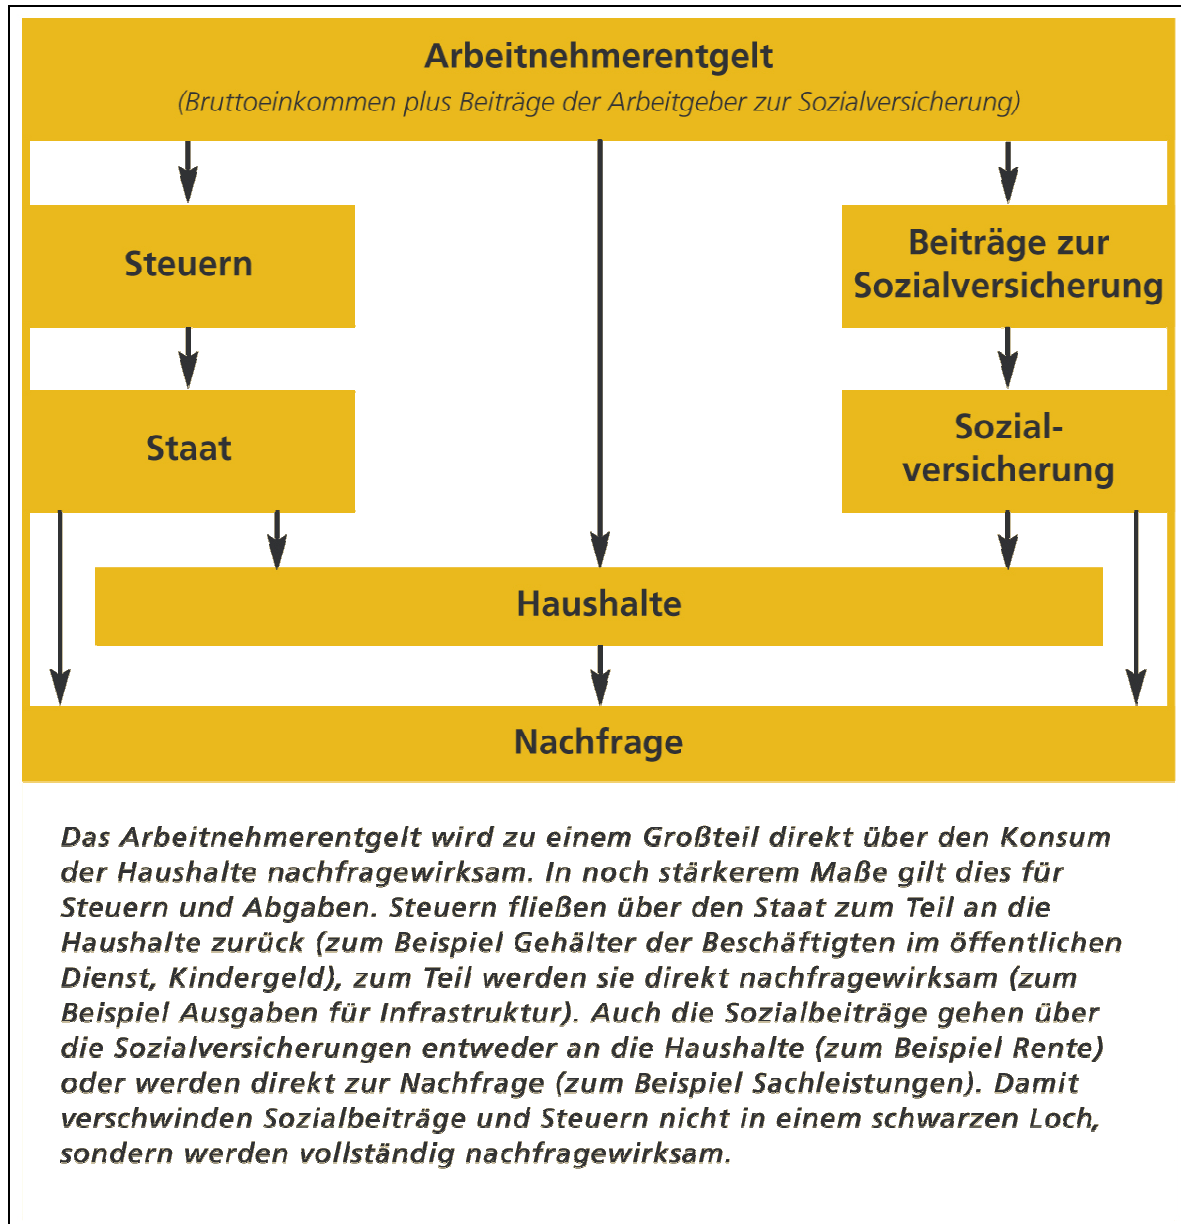 Arbeitnehmerentgelt
(Bruttoeinkommen plus Beiträge der Arbeitgeber zur Sozialversicherung)
Steuern
Beiträge zur
Sozialversicherung
Staat
Sozial-
versicherung
Haushalte
Nachfrage
Das Arbeitnehmerentgelt wird zu einem Großteil direkt über den Konsum
der Haushalte nachfragewirksam. In noch stärkerem Maße gilt dies für
Steuern und Abgaben. Steuern fließen über den Staat zum Teil an die
Haushalte zurück (zum Beispiel Gehälter der Beschäftigten im öffentlichen
Dienst, Kindergeld), zum Teil werden sie direkt nachfragewirksam (zum
Beispiel Ausgaben für Infrastruktur). Auch die Sozialbeiträge gehen über
die Sozialversicherungen entweder an die Haushalte (zum Beispiel Rente)
oder werden direkt zur Nachfrage (zum Beispiel Sachleistungen). Damit
verschwinden Sozialbeiträge und Steuern nicht in einem schwarzen Loch,
sondern werden vollständig nachfragewirksam.